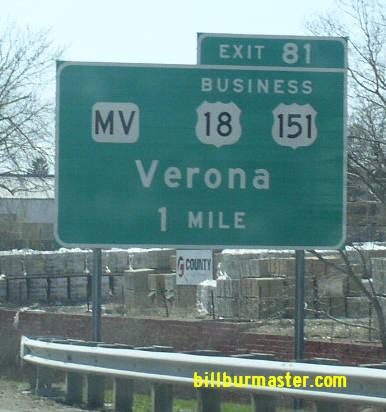 EXIT 81
BUSINESS
MV 18 151
Verona
1 MILE
G COUNTY
billburmaster.com